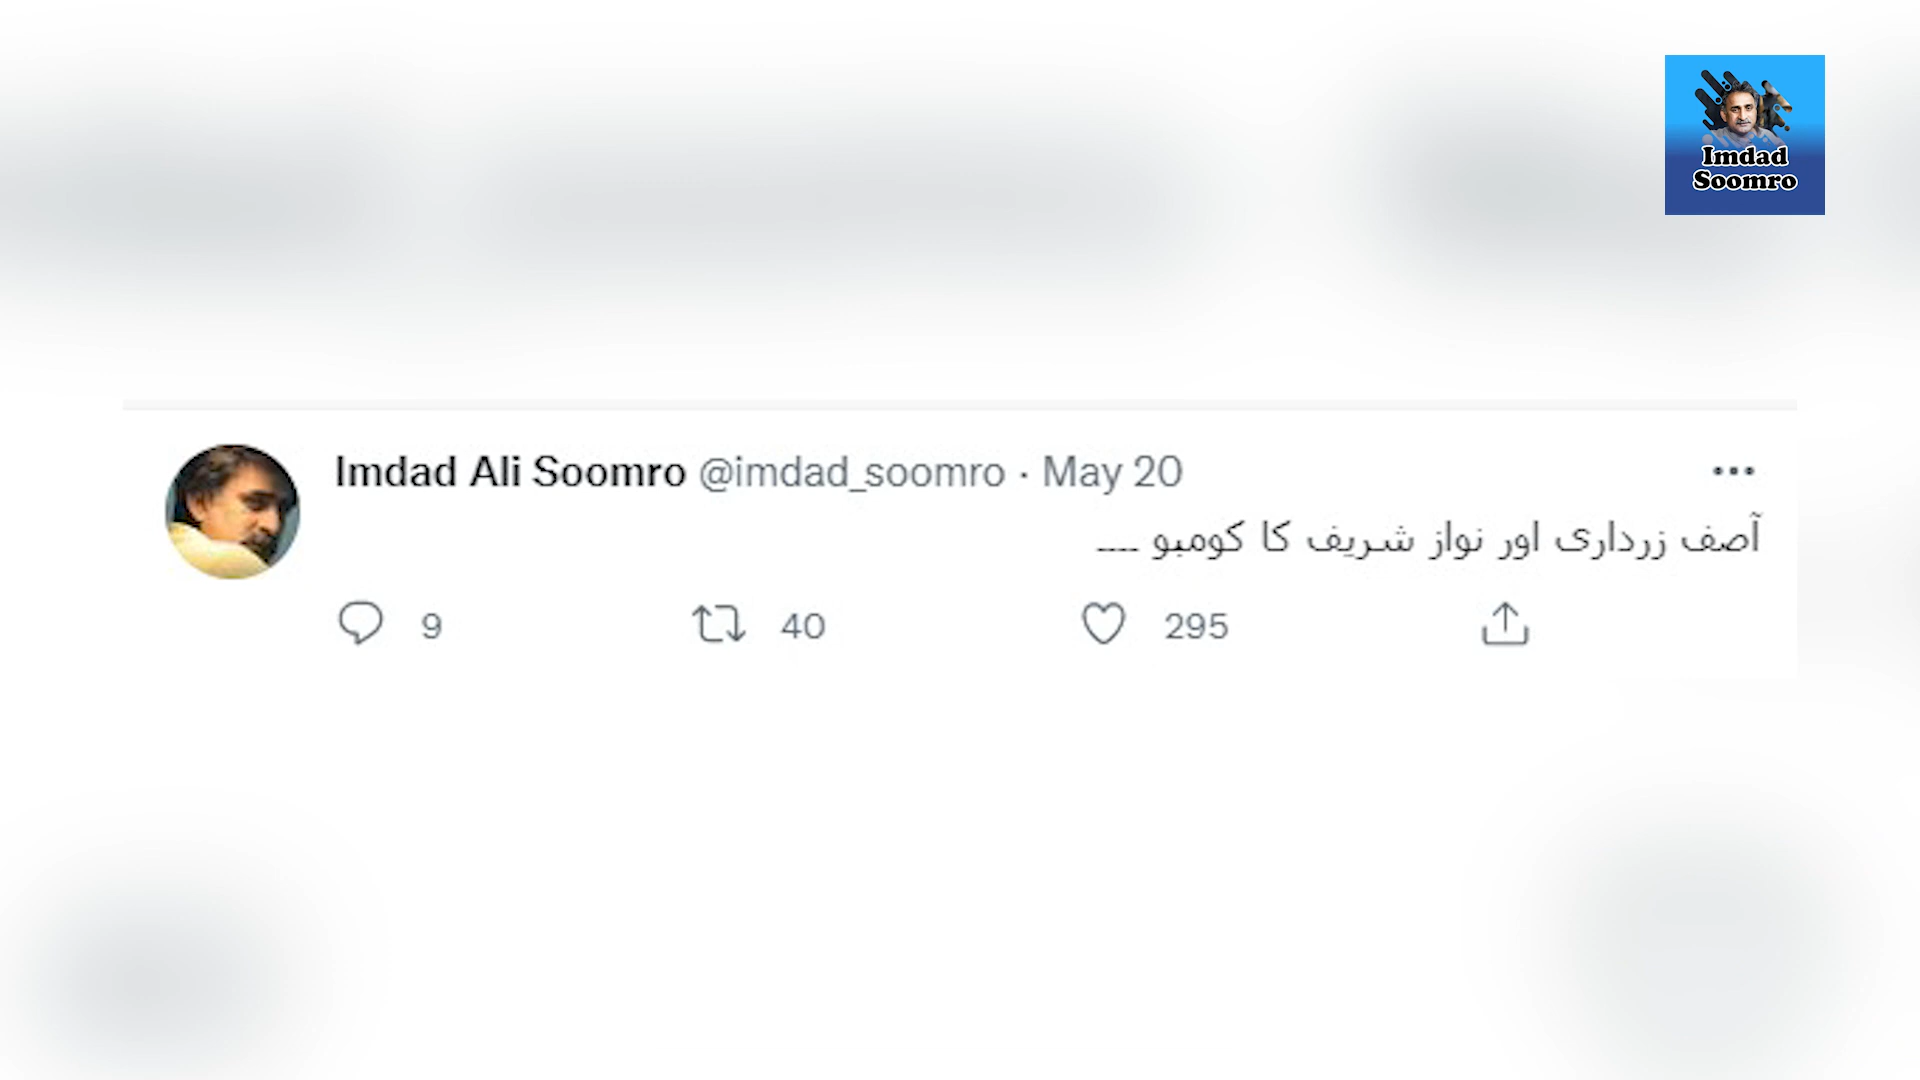 Imdad
Soomro
Imdad Ali Soomro @imdad_soomro · May 20
آصف زرداری اور نواز شریف کا کومبو ۔۔۔۔
9 40 295